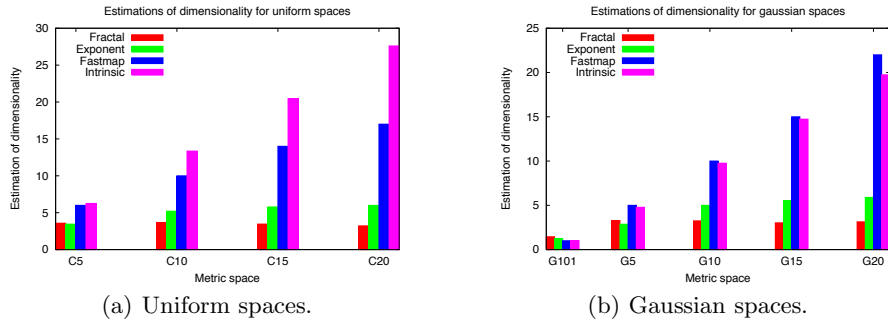 Estimations of dimensionality for uniform spaces
30
25
20
15
10
5
0
Estimation of dimensionality
Fractal
Exponent
Fastmap
Intrinsic
C5 C10 C15 C20
Metric space
(a) Uniform spaces.
Estimations of dimensionality for gaussian spaces
25
20
15
10
5
0
Estimation of dimensionality
Fractal
Exponent
Fastmap
Intrinsic
G101 G5 G10 G15 G20
Metric space
(b) Gaussian spaces.